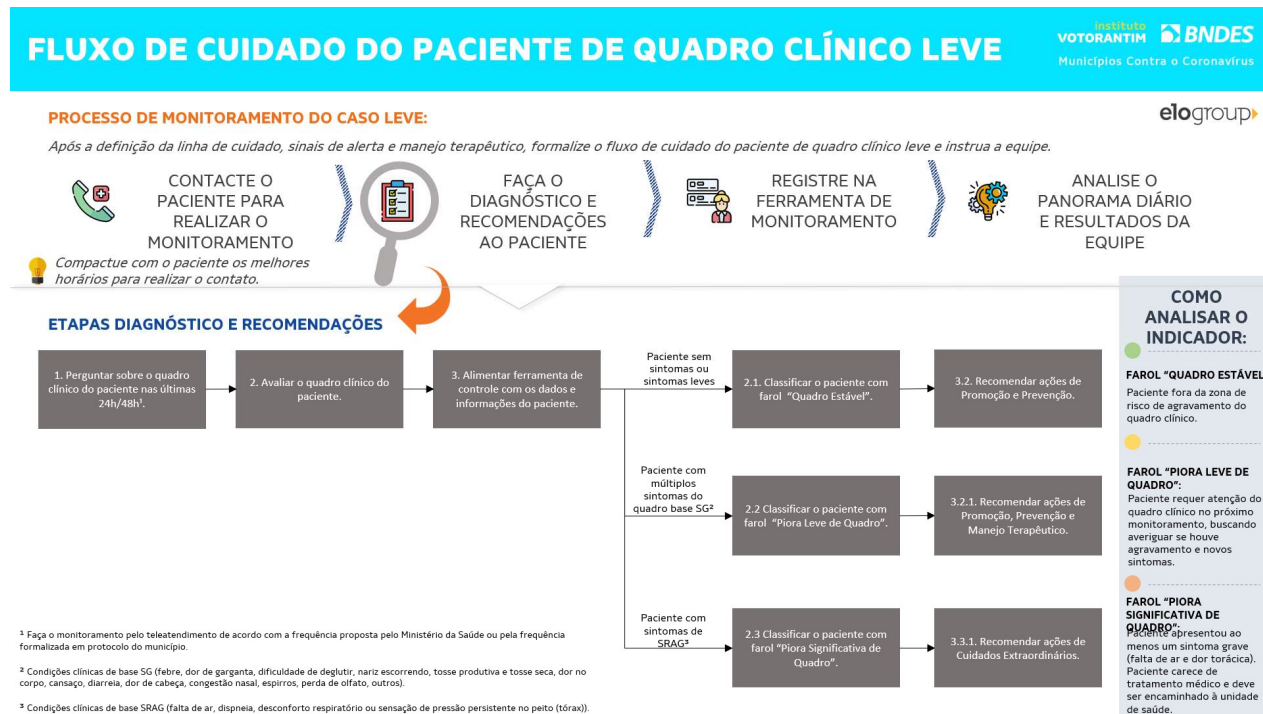 FLUXO DE CUIDADO DO PACIENTE DE QUADRO CLÍNICO LEVE
instituto
VOTORANTIM
BNDES
Municípios Contra o Coronavírus
elogroup
PROCESSO DE MONITORAMENTO DO CASO LEVE:
Após a definição da linha de cuidado, sinais de alerta e manejo terapêutico, formalize o fluxo de cuidado do paciente de quadro clínico leve e instrua a equipe.
CONTACTE O
PACIENTE PARA
REALIZAR O
MONITORAMENTO
FAÇA O
DIAGNÓSTICO E
RECOMENDAÇÕES
AO PACIENTE
REGISTRE NA
FERRAMENTA DE
MONITORAMENTO
ANALISE O
PANORAMA DIÁRIO
E RESULTADOS DA
EQUIPE
Compactue com o paciente os melhores
horários para realizar o contato.
ETAPAS DIAGNÓSTICO E RECOMENDAÇÕES
1. Perguntar sobre o quadro
clínico do paciente nas últimas
24h/48h¹.
2. Avaliar o quadro clínico do
paciente.
3. Alimentar ferramenta de
controle com os dados e
informações do paciente.
Paciente sem
sintomas ou
sintomas leves
2.1. Classificar o paciente com
farol "Quadro Estável".
3.2. Recomendar ações de
Promoção e Prevenção.
Paciente com
múltiplos
sintomas do
quadro base SG²
2.2 Classificar o paciente com
farol "Piora Leve de Quadro".
3.2.1. Recomendar ações de
Promoção, Prevenção e
Manejo Terapêutico.
Paciente com
sintomas de
SRAG³
2.3 Classificar o paciente com
farol "Piora Significativa de
Quadro".
3.3.1. Recomendar ações de
Cuidados Extraordinários.
COMO
ANALISAR O
INDICADOR:
FAROL "QUADRO ESTÁVEL
Paciente fora da zona de
risco de agravamento do
quadro clínico.
FAROL "PIORA LEVE DE
QUADRO":
Paciente requer atenção do
quadro clínico no próximo
monitoramento, buscando
averiguar se houve
agravamento e novos
sintomas.
FAROL "PIORA
SIGNIFICATIVA DE
QUADRO":
Paciente apresentou ao
menos um sintoma grave
(falta de ar e dor torácica).
Paciente carece de
tratamento médico e deve
ser encaminhado à unidade
de saúde.
¹ Faça o monitoramento pelo teleatendimento de acordo com a frequência proposta pelo Ministério da Saúde ou pela frequência
formalizada em protocolo do município.
² Condições clínicas de base SG (febre, dor de garganta, dificuldade de deglutir, nariz escorrendo, tosse produtiva e tosse seca, dor no
corpo, cansaço, diarreia, dor de cabeça, congestão nasal, espirros, perda de olfato, outros).
³ Condições clínicas de base SRAG (falta de ar, dispneia, desconforto respiratório ou sensação de pressão persistente no peito (tórax)).